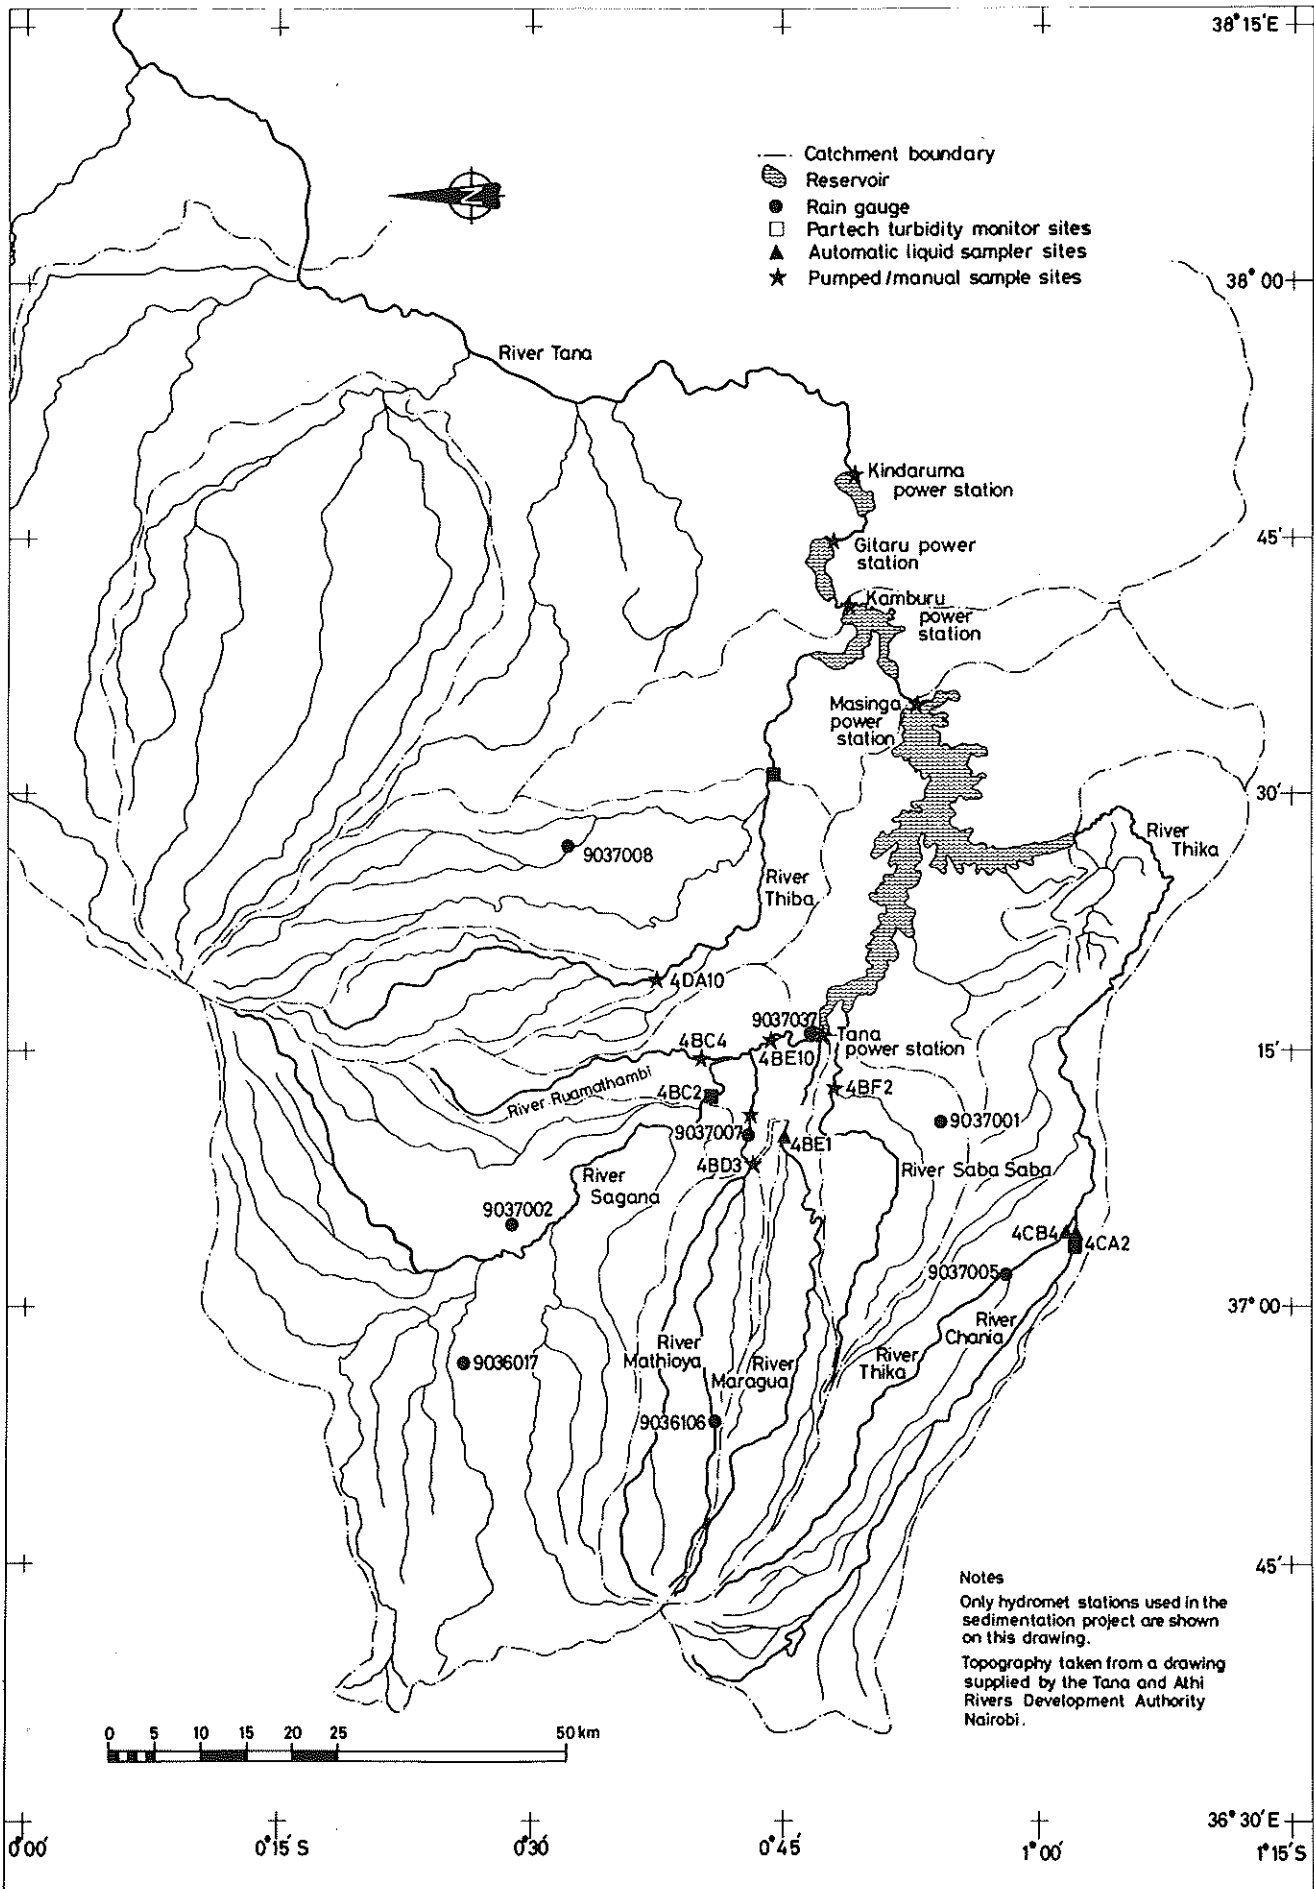 38°15'E
N
Catchment boundary
Reservoir
Rain gauge
Partech turbidity monitor sites
Automatic liquid sampler sites
Pumped/manual sample sites
38°00
River Tana
Kindaruma
power station
45'
Gitaru power
station
Kamburu
power
station
Masinga
power
station
30'
River
Thika
9037008
River
Thiba
4DA10
9037037
Tana
power station
15'
4BC4
4BE10
River Ruamathambi
4BC2
4BF2
9037007
9037001
4BE1
4BD3
River Saba Saba
River
Sagana
9037002
4CB4
4CA2
9037005
37°00
River
Chania
River
Mathioya
River
Maragua
River
Thika
9036017
9036106
45'
Notes
Only hydromet stations used in the
sedimentation project are shown
on this drawing.
Topography taken from a drawing
supplied by the Tana and Athi
Rivers Development Authority
Nairobi.
0 5 10 15 20 25 50 km
36°30'E
0°00' 0°15'S 0°30 0°45' 1°00' 1°15'S